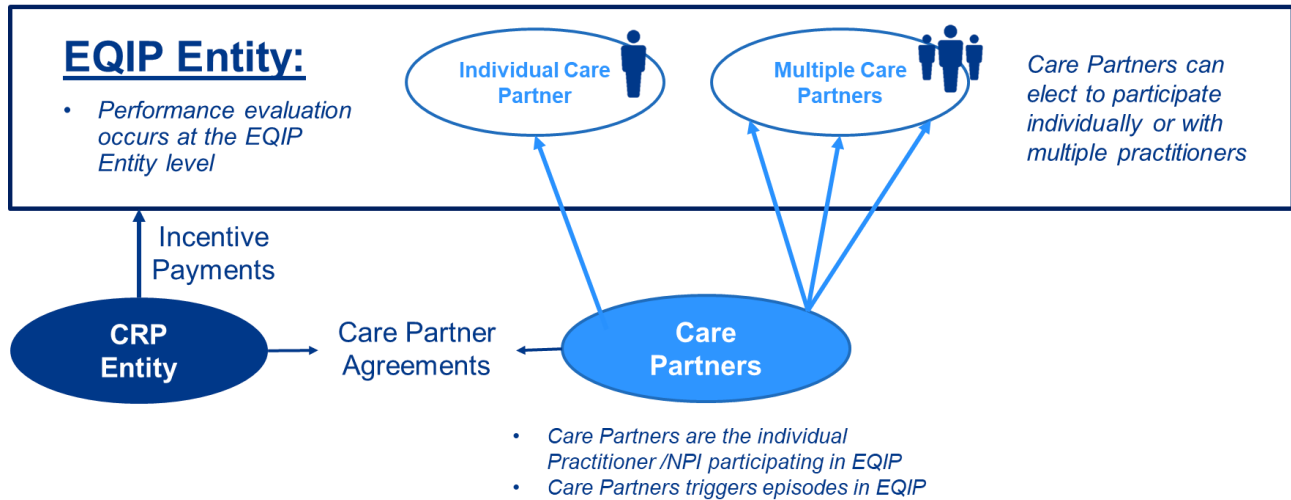 EQIP Entity:
• Performance evaluation
occurs at the EQIP
Entity level
Individual Care
Partner
Multiple Care
Partners
Care Partners can
elect to participate
individually or with
multiple practitioners
Incentive
Payments
CRP
Entity
Care Partner
Agreements
Care
Partners
• Care Partners are the individual
Practitioner /NPI participating in EQIP
• Care Partners triggers episodes in EQIP